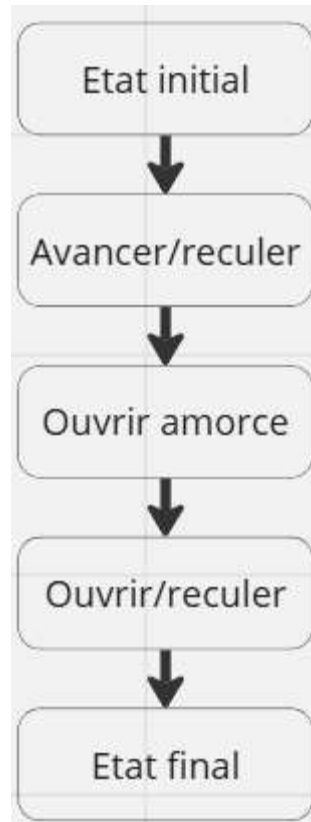 Etat initial
Avancer/reculer
Ouvrir amorce
Ouvrir/reculer
Etat final